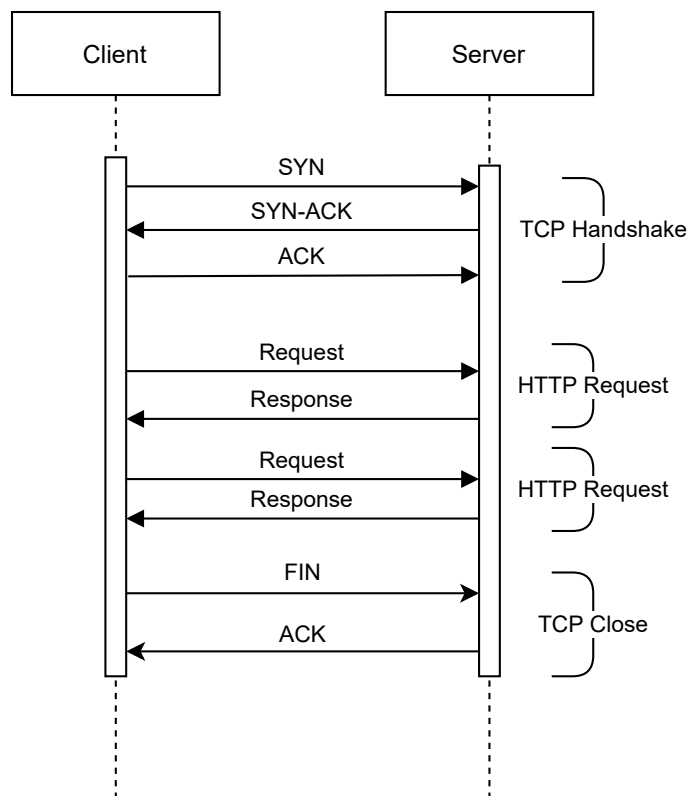 Client
Server
SYN
SYN-ACK
TCP Handshake
ACK
Request
HTTP Request
Response
Request
HTTP Request
Response
FIN
TCP Close
ACK